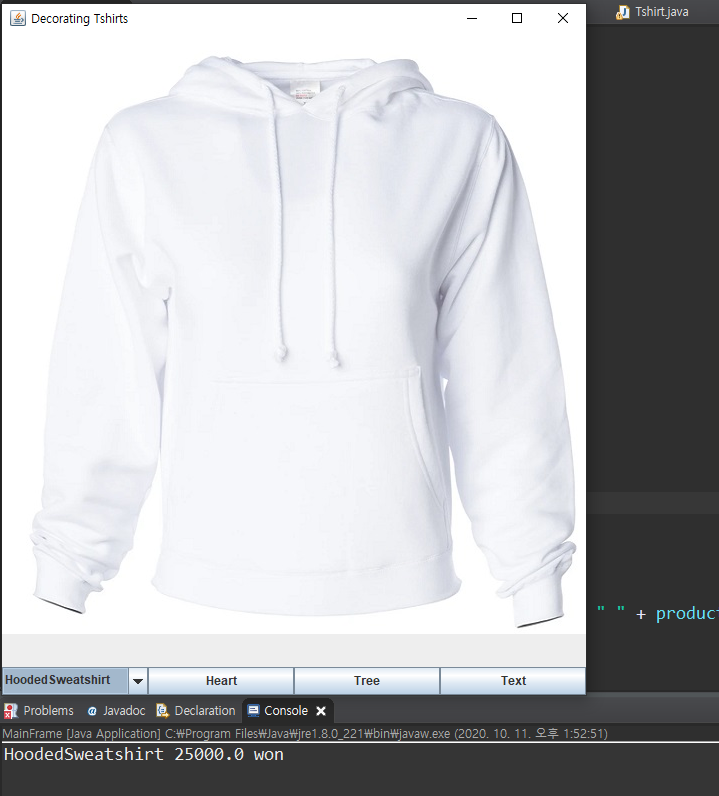 Decorating Tshirts
Tshirt.java
" " + product
HoodedSweatshirt
Heart
Tree
Text
Problems
Javadoc
Declaration
Console
MainFrame [Java Application] C:₩Program Files₩Java₩jre1.8.0_221₩bin₩javaw.exe (2020. 10. 11. 오후 1:52:51)
HoodedSweatshirt 25000.0 won